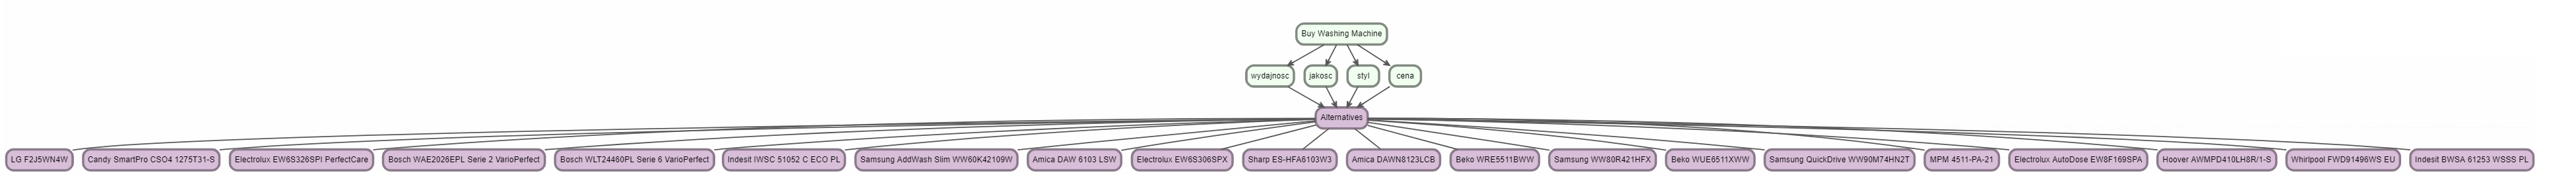 Buy Washing Machine
wydajnosc
jakosc
styl
cena
Alternatives
LG F2J5WN4W
Candy SmartPro CSO4 1275T31-S
Electrolux EW6S326SPI PerfectCare
Bosch WAE2026EPL Serie 2 VarioPerfect
Bosch WLT24460PL Serie 6 VarioPerfect
Indesit IWSC 51052 C ECO PL
Samsung AddWash Slim WW60K42109W
Amica DAW 6103 LSW
Electrolux EW6S306SPX
Sharp ES-HFA6103W3
Amica DAWN8123LCB
Beko WRE5511BWW
Samsung WW80R421HFX
Beko WUE6511XWW
Samsung QuickDrive WW90M74HN2T
MPM 4511-PA-21
Electrolux AutoDose EW8F169SPA
Hoover AWMPD410LH8R/1-S
Whirlpool FWD91496WS EU
Indesit BWSA 61253 WSSS PL